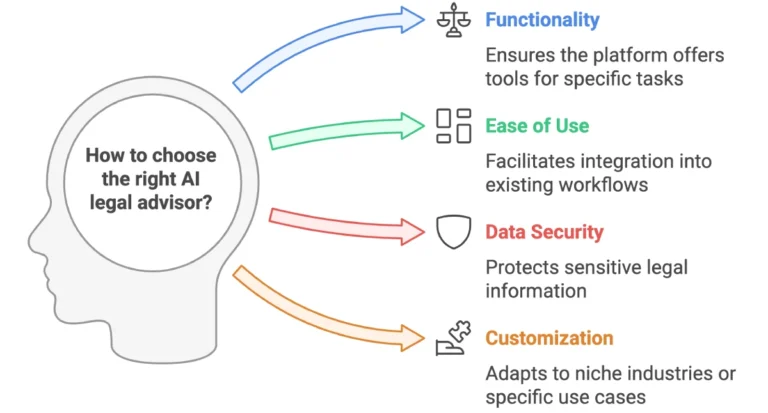 How to choose
the right AI
legal advisor?
Functionality
Ensures the platform offers
tools for specific tasks
Ease of Use
Facilitates integration into
existing workflows
Data Security
Protects sensitive legal
information
Customization
Adapts to niche industries or
specific use cases